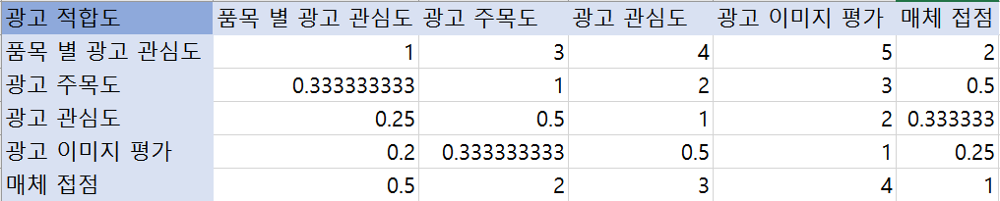 광고 적합도 품목 별 광고 관심도 광고 주목도 광고 관심도 광고 이미지 평가 매체 접점
품목 별 광고 관심도 1 3 4 5 2
광고 주목도 0.333333333 1 2 3 0.5
광고 관심도 0.25 0.5 1 2 0.333333
광고 이미지 평가 0.2 0.333333333 0.5 1 0.25
매체 접점 0.5 2 3 4 1